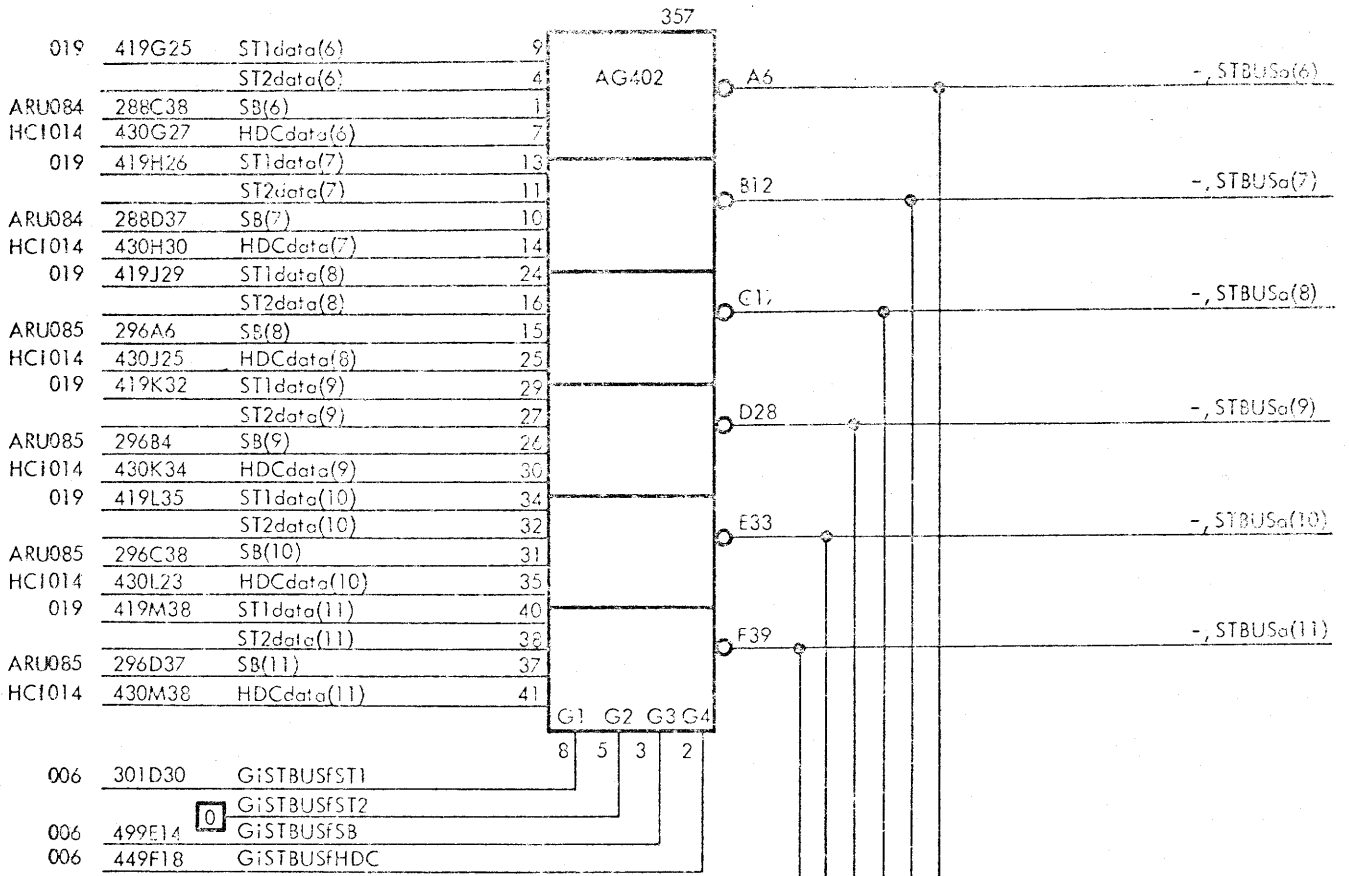 357
019 419G25 ST1data(6) 9 AG402 A6 -, STBUSa(6)
ST2data(6) 4
ARU084 288C38 SB(6) 1
HCI014 430G27 HDCdata(6) 7
019 419H26 ST1data(7) 13 B12 -, STBUSa(7)
ST2data(7) 11
ARU084 288D37 SB(7) 10
HCI014 430H30 HDCdata(7) 14
019 419J29 ST1data(8) 24 -, STBUSa(8)
ST2data(8) 16
ARU085 296A6 SB(8) 15
HCI014 430J25 HDCdata(8) 25
019 419K32 ST1data(9) 29 D28 -, STBUSa(9)
ST2data(9) 27
ARU085 296B4 SB(9) 26
HCI014 430K34 HDCdata(9) 30
019 419L35 ST1data(10) 34 E33 -, STBUSa(10)
ST2data(10) 32
ARU085 296C38 SB(10) 31
HCI014 430L23 HDCdata(10) 35
019 419M38 ST1data(11) 40 F39 -, STBUSa(11)
ST2data(11) 38
ARU085 296D37 SB(11) 37
HCI014 430M38 HDCdata(11) 41
G1 G2 G3 G4
8 5 3 2
006 301D30 GiSTBUSfST1
0 GiSTBUSfST2
006 499E14 GiSTBUSfSB
006 449F18 GiSTBUSfHDC